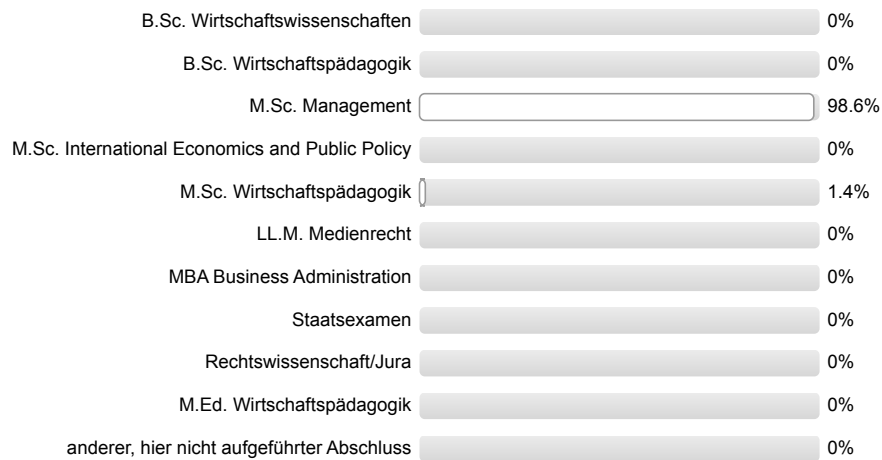 B.Sc. Wirtschaftswissenschaften 0%
B.Sc. Wirtschaftspädagogik 0%
M.Sc. Management 98.6%
M.Sc. International Economics and Public Policy 0%
M.Sc. Wirtschaftspädagogik 1.4%
LL.M. Medienrecht 0%
MBA Business Administration 0%
Staatsexamen 0%
Rechtswissenschaft/Jura 0%
M.Ed. Wirtschaftspädagogik 0%
anderer, hier nicht aufgeführter Abschluss 0%